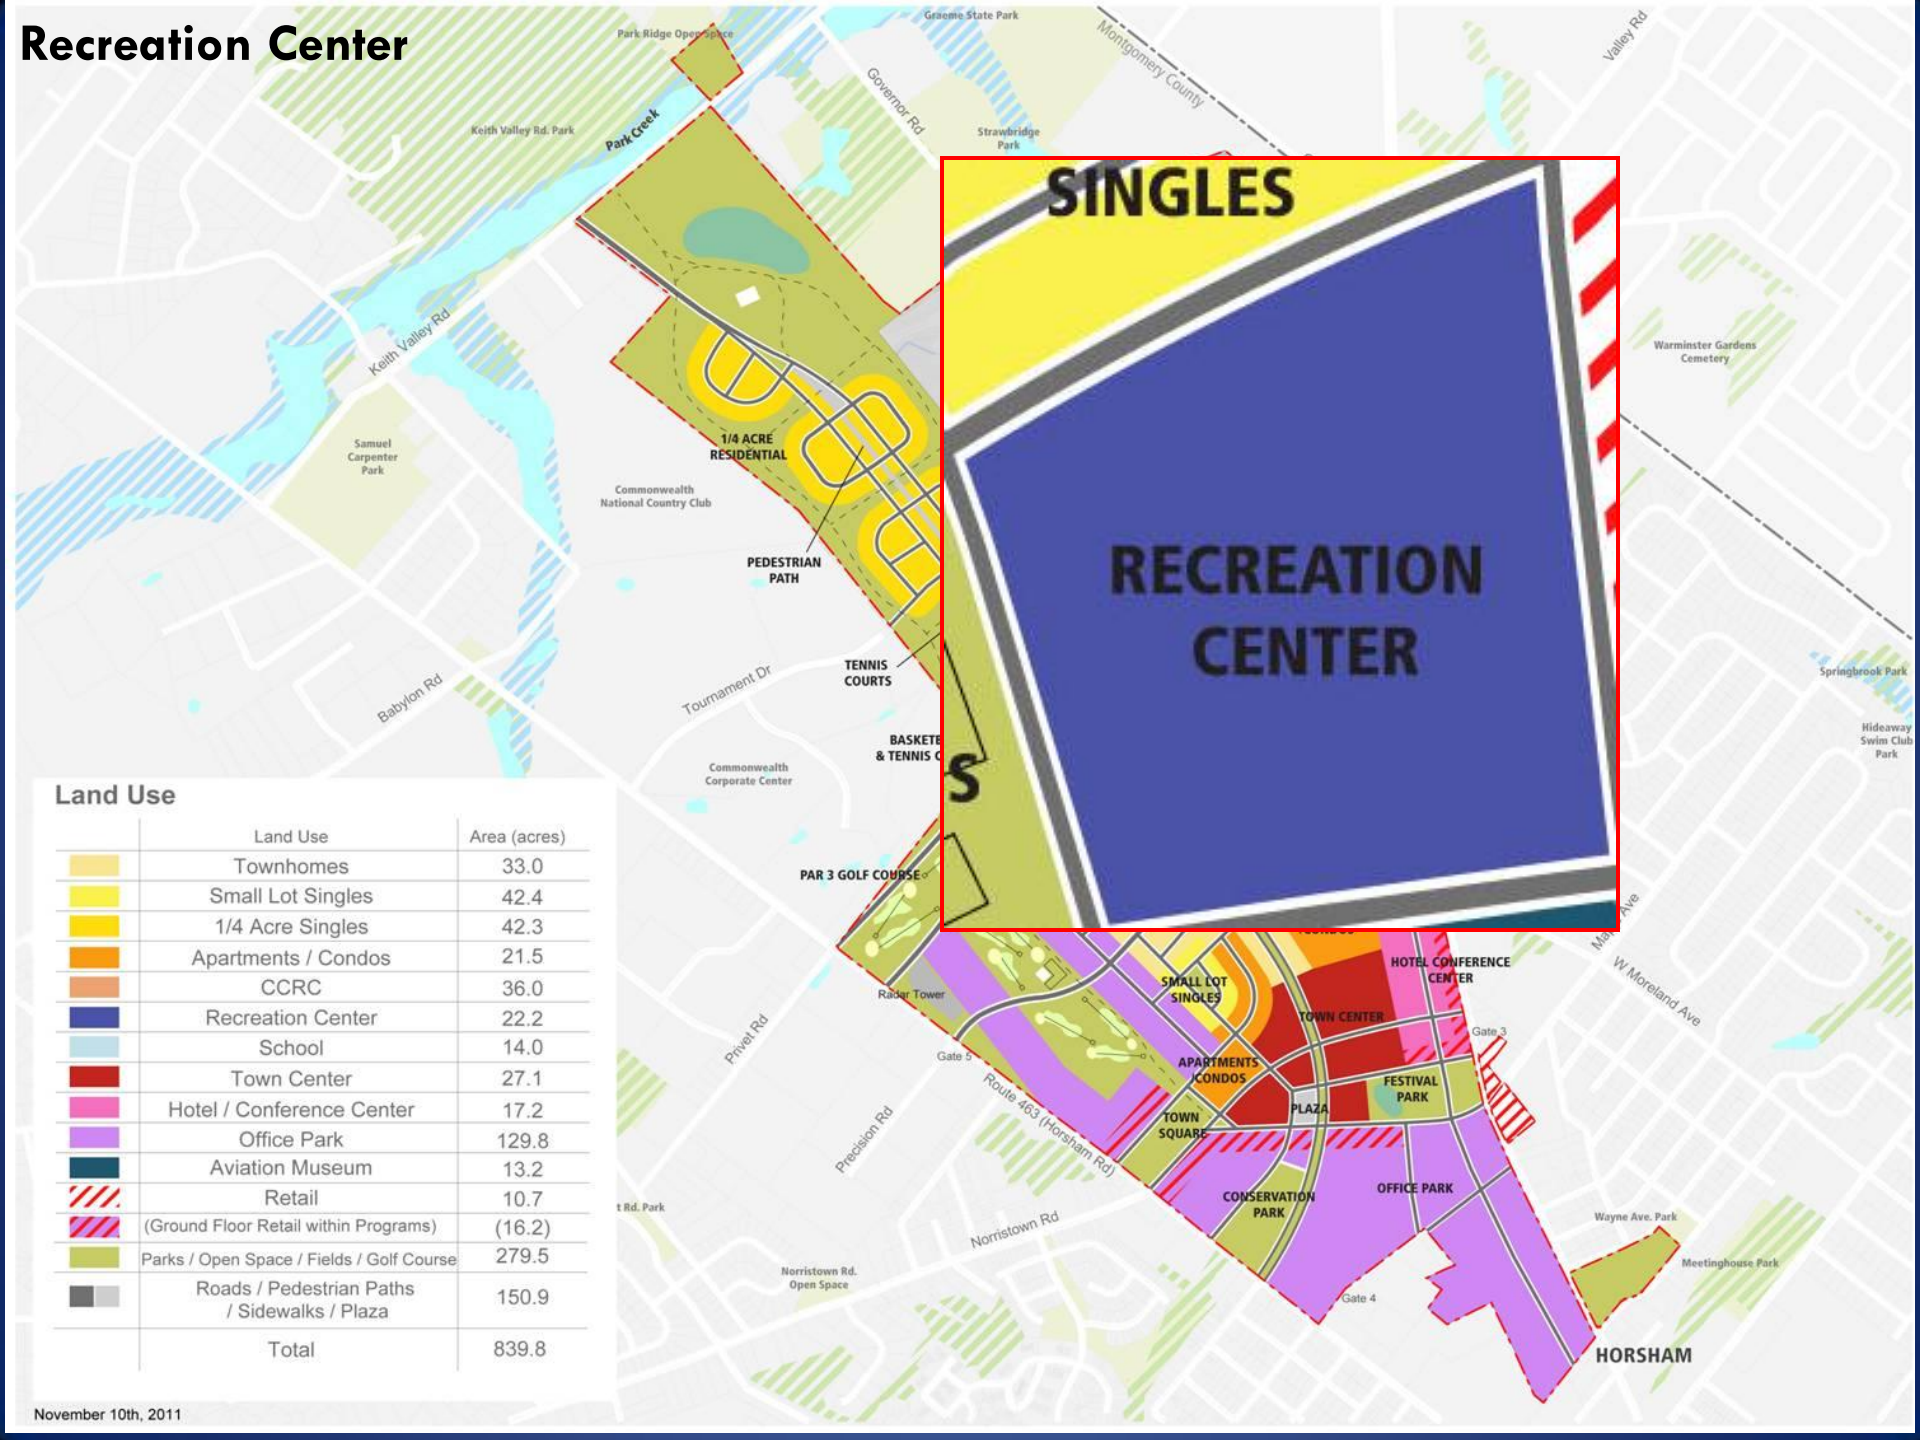 Recreation Center
Park Ridge Open Space
Graeme State Park
Montgomery County
Valley Rd
Governor Rd
Keith Valley Rd. Park
Park Creek
Strawbridge
Park
SINGLES
Keith Valley Rd
Warminster Gardens
Cemetery
Samuel
Carpenter
Park
1/4 ACRE
RESIDENTIAL
Commonwealth
National Country Club
PEDESTRIAN
PATH
RECREATION
CENTER
TENNIS
COURTS
Springbrook Park
Babylon Rd
Tournament Dr
Hideaway
Swim Club
Park
BASKETB
& TENNIS C
S
Commonwealth
Corporate Center
PAR 3 GOLF COURSE
Ave
W Moreland Ave
HOTEL CONFERENCE
CENTER
SMALL LOT
SINGLES
Radar Tower
TOWN CENTER
Gate 3
Privet Rd
Gate 5
APARTMENTS
/CONDOS
FESTIVAL
PARK
PLAZA
TOWN
SQUARE
Route 463 (Horsham Rd)
Precision Rd
CONSERVATION
PARK
OFFICE PARK
t Rd. Park
Norristown Rd
Wayne Ave. Park
Meetinghouse Park
Norristown Rd.
Open Space
Gate 4
HORSHAM
Land Use
Land Use Area (acres)
Townhomes 33.0
Small Lot Singles 42.4
1/4 Acre Singles 42.3
Apartments / Condos 21.5
CCRC 36.0
Recreation Center 22.2
School 14.0
Town Center 27.1
Hotel / Conference Center 17.2
Office Park 129.8
Aviation Museum 13.2
Retail 10.7
(Ground Floor Retail within Programs) (16.2)
Parks / Open Space / Fields / Golf Course 279.5
Roads / Pedestrian Paths
/ Sidewalks / Plaza 150.9
Total 839.8
November 10th, 2011